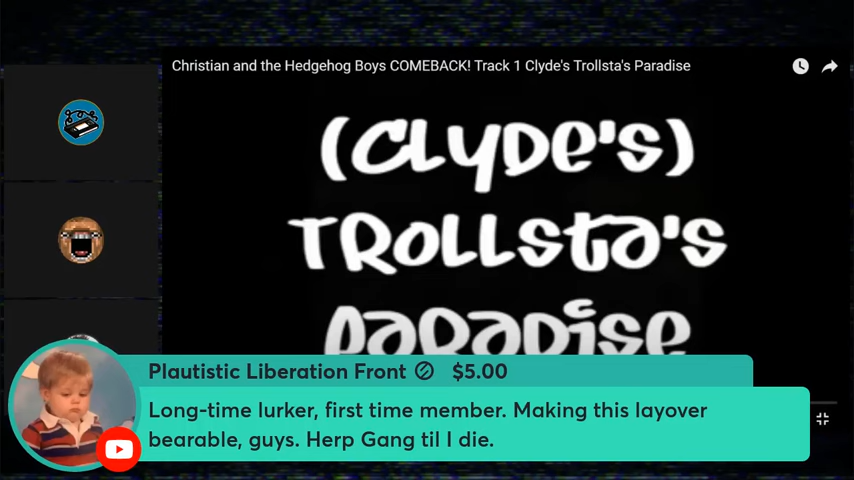 Christian and the Hedgehog Boys COMEBACK! Track 1 Clyde's Trollsta's Paradise
(Clyde's)
Trollsta's
Paradise
Plautistic Liberation Front $5.00
Long-time lurker, first time member. Making this layover
bearable, guys. Herp Gang til I die.